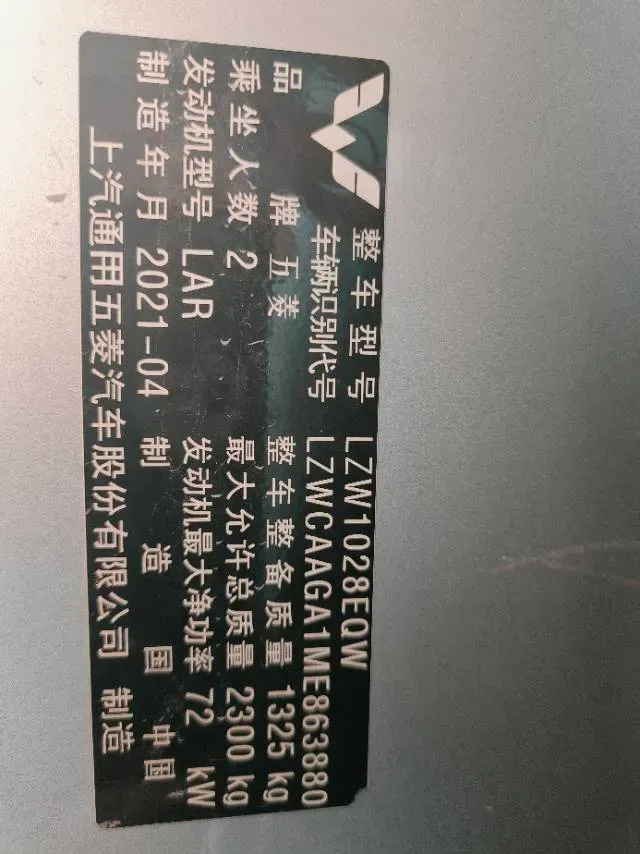 整车型号 LZW1028EQW
车辆识别代号 LZWCAAGA1ME863880
品牌 五菱 整车整备质量 1325 kg
乘坐人数 2 最大允许总质量 2300 kg
发动机型号 LAR 发动机最大净功率 72 kW
制造年月 2021-04 制造国 中国
上汽通用五菱汽车股份有限公司 制造